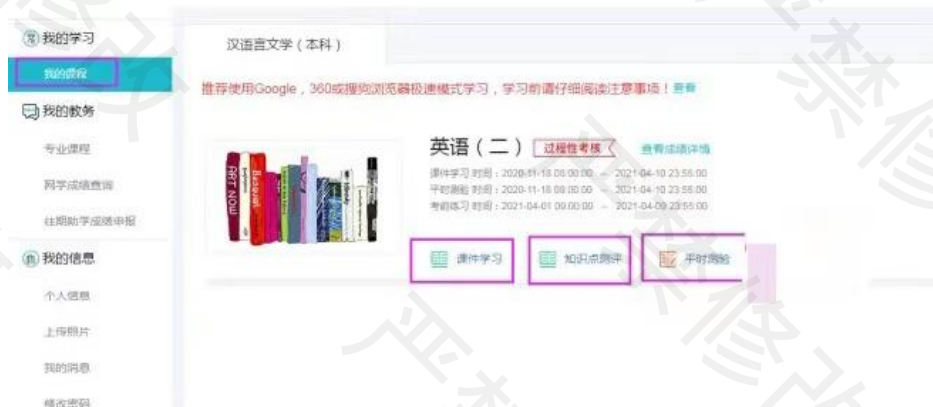 我的学习
我的课程
我的教务
专业课程
网学成绩查询
往期助学成绩申报
我的信息
个人信息
上传照片
我的消息
修改密码
汉语言文学（本科）
推荐使用Google，360或搜狗浏览器极速模式学习，学习前请仔细阅读注意事项！查看
英语（二） 过程性考核 查看成绩详情
课件学习 时间：2020-11-18 08:00:00 － 2021-04-10 23:55:00
平时测验 时间：2020-11-18 08:00:00 － 2021-04-10 23:55:00
考前练习 时间：2021-04-01 09:00:00 － 2021-04-09 23:55:00
ART NOW
课件学习 知识点测评 平时测验
严禁修改